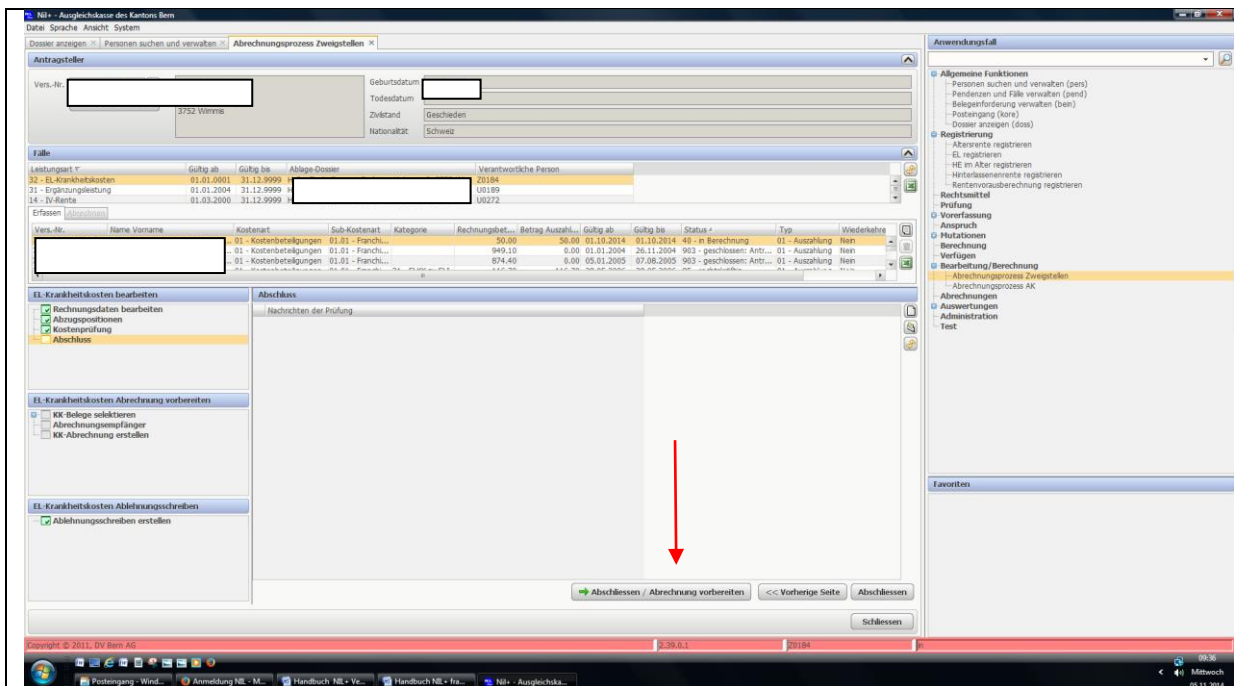 Nil+ - Ausgleichskasse des Kantons Bern
Datei Sprache Ansicht System
Dossier anzeigen Personen suchen und verwalten Abrechnungsprozess Zweigstellen
Antragsteller
Vers.-Nr.
3752 Wimmis
Geburtsdatum
Todesdatum
Zivilstand Geschieden
Nationalität Schweiz
Fälle
Leistungsart Gültig ab Gültig bis Ablage-Dossier Verantwortliche Person
32 - EL-Krankheitskosten 01.01.0001 31.12.9999 Z0184
31 - Ergänzungsleistung 01.01.2004 31.12.9999 U0189
14 - IV-Rente 01.03.2000 31.12.9999 U0272
Erfassen Abrechnen
Vers.-Nr. Name Vorname Kostenart Sub-Kostenart Kategorie Rechnungsbet... Betrag Auszahl... Gültig ab Gültig bis Status Typ Wiederkehre
... 01 - Kostenbeteiligungen 01.01 - Franchi... 50.00 50.00 01.10.2014 01.10.2014 40 - in Berechnung 01 - Auszahlung Nein
... 01 - Kostenbeteiligungen 01.01 - Franchi... 949.10 0.00 01.01.2004 26.11.2004 903 - geschlossen: Antr... 01 - Auszahlung Nein
... 01 - Kostenbeteiligungen 01.01 - Franchi... 874.40 0.00 05.01.2005 07.08.2005 903 - geschlossen: Antr... 01 - Auszahlung Nein
EL-Krankheitskosten bearbeiten
Rechnungsdaten bearbeiten
Abzugspositionen
Kostenprüfung
Abschluss
EL-Krankheitskosten Abrechnung vorbereiten
KK-Belege selektieren
Abrechnungsempfänger
KK-Abrechnung erstellen
EL-Krankheitskosten Ablehnungsschreiben
Ablehnungsschreiben erstellen
Abschluss
Nachrichten der Prüfung
Abschliessen / Abrechnung vorbereiten << Vorherige Seite Abschliessen
Schliessen
Anwendungsfall
Allgemeine Funktionen
Personen suchen und verwalten (pers)
Pendenzen und Fälle verwalten (pend)
Belegeinforderung verwalten (bein)
Posteingang (kore)
Dossier anzeigen (doss)
Registrierung
Altersrente registrieren
EL registrieren
HE im Alter registrieren
Hinterlassenenrente registrieren
Rentenvorausberechnung registrieren
Rechtsmittel
Prüfung
Vorerfassung
Anspruch
Mutationen
Berechnung
Verfügen
Bearbeitung/Berechnung
Abrechnungsprozess Zweigstellen
Abrechnungsprozess AK
Abrechnungen
Auswertungen
Administration
Test
Favoriten
Copyright © 2011, DV Bern AG 2.39.0.1 Z0184
Posteingang - Wind... Anmeldung NIL - M... Handbuch NIL+ Ve... Handbuch NIL+ fra... Nil+ - Ausgleichska...
09:36
Mittwoch
05.11.2014